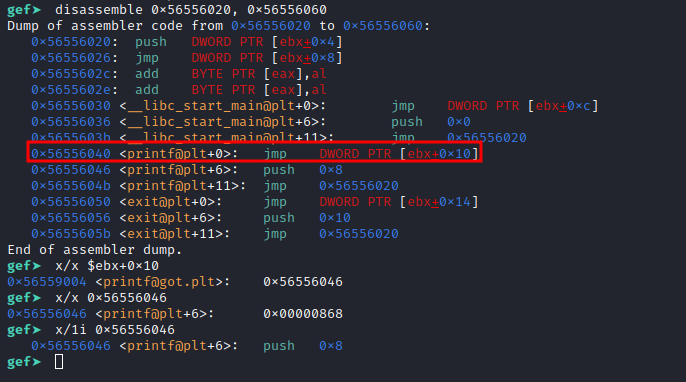 gef➤  disassemble 0×56556020, 0×56556060
Dump of assembler code from 0×56556020 to 0×56556060:
   0×56556020:  push   DWORD PTR [ebx+0×4]
   0×56556026:  jmp    DWORD PTR [ebx+0×8]
   0×5655602c:  add    BYTE PTR [eax],al
   0×5655602e:  add    BYTE PTR [eax],al
   0×56556030 <__libc_start_main@plt+0>:        jmp    DWORD PTR [ebx+0×c]
   0×56556036 <__libc_start_main@plt+6>:        push   0×0
   0×5655603b <__libc_start_main@plt+11>:       jmp    0×56556020
   0×56556040 <printf@plt+0>:   jmp    DWORD PTR [ebx+0×10]
   0×56556046 <printf@plt+6>:   push   0×8
   0×5655604b <printf@plt+11>:  jmp    0×56556020
   0×56556050 <exit@plt+0>:     jmp    DWORD PTR [ebx+0×14]
   0×56556056 <exit@plt+6>:     push   0×10
   0×5655605b <exit@plt+11>:    jmp    0×56556020
End of assembler dump.
gef➤  x/x $ebx+0×10
0×56559004 <printf@got.plt>:    0×56556046
gef➤  x/x 0×56556046
0×56556046 <printf@plt+6>:      0×00000868
gef➤  x/1i 0×56556046
   0×56556046 <printf@plt+6>:   push   0×8
gef➤